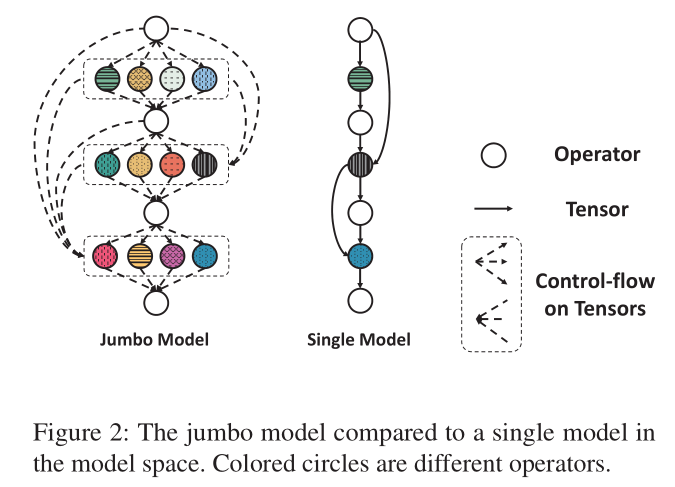 Operator
Tensor
Control-flow
on Tensors
Jumbo Model
Single Model
Figure 2: The jumbo model compared to a single model in
the model space. Colored circles are different operators.